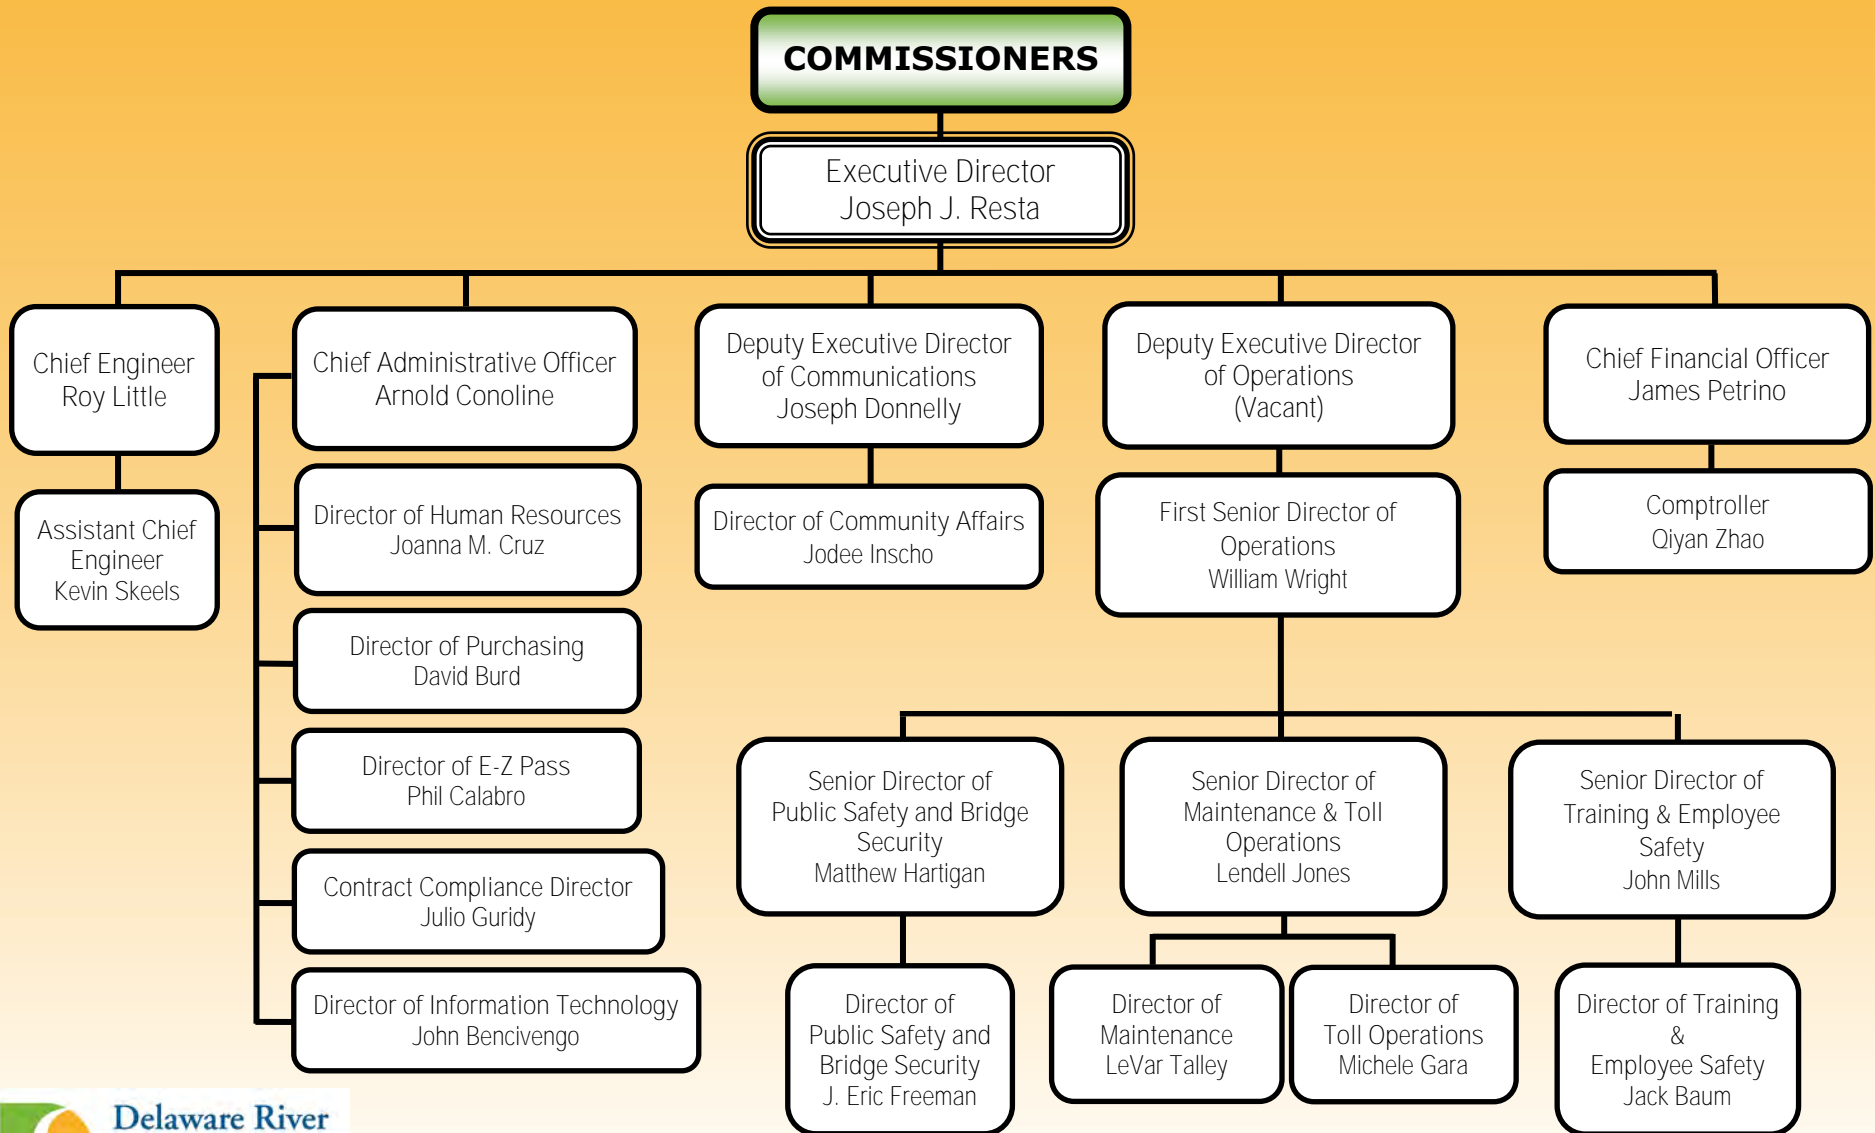 COMMISSIONERS
Executive Director
Joseph J. Resta
Chief Engineer
Roy Little
Assistant Chief
Engineer
Kevin Skeels
Chief Administrative Officer
Arnold Conoline
Director of Human Resources
Joanna M. Cruz
Director of Purchasing
David Burd
Director of E-Z Pass
Phil Calabro
Contract Compliance Director
Julio Guridy
Director of Information Technology
John Bencivengo
Deputy Executive Director
of Communications
Joseph Donnelly
Director of Community Affairs
Jodee Inscho
Deputy Executive Director
of Operations
(Vacant)
First Senior Director of
Operations
William Wright
Senior Director of
Public Safety and Bridge
Security
Matthew Hartigan
Director of
Public Safety and
Bridge Security
J. Eric Freeman
Senior Director of
Maintenance & Toll
Operations
Lendell Jones
Director of
Maintenance
LeVar Talley
Director of
Toll Operations
Michele Gara
Senior Director of
Training & Employee
Safety
John Mills
Director of Training
&
Employee Safety
Jack Baum
Chief Financial Officer
James Petrino
Comptroller
Qiyan Zhao
Delaware River